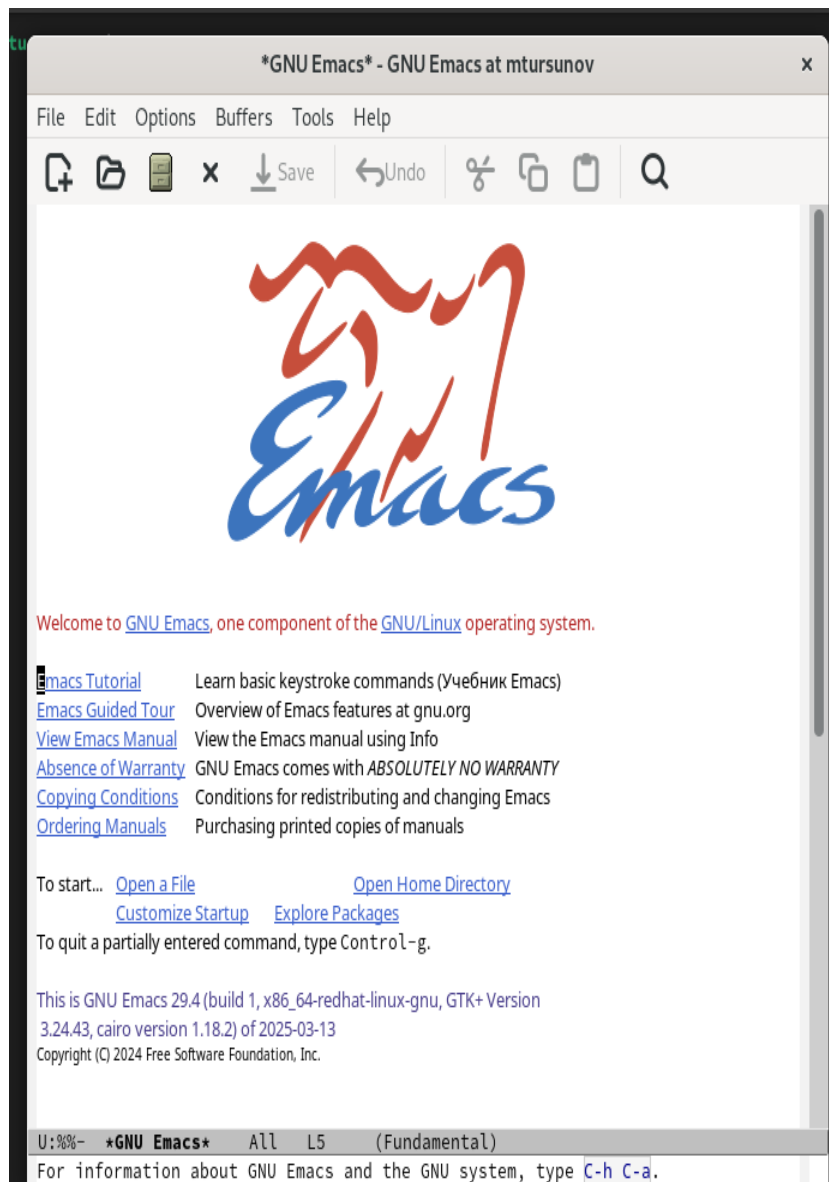 tu
*GNU Emacs* - GNU Emacs at mtursunov
File Edit Options Buffers Tools Help
Save Undo
Emacs
Welcome to GNU Emacs, one component of the GNU/Linux operating system.
Emacs Tutorial Learn basic keystroke commands (Учебник Emacs)
Emacs Guided Tour Overview of Emacs features at gnu.org
View Emacs Manual View the Emacs manual using Info
Absence of Warranty GNU Emacs comes with ABSOLUTELY NO WARRANTY
Copying Conditions Conditions for redistributing and changing Emacs
Ordering Manuals Purchasing printed copies of manuals
To start... Open a File Open Home Directory
Customize Startup Explore Packages
To quit a partially entered command, type Control-g.
This is GNU Emacs 29.4 (build 1, x86_64-redhat-linux-gnu, GTK+ Version
3.24.43, cairo version 1.18.2) of 2025-03-13
Copyright (C) 2024 Free Software Foundation, Inc.
U:%%- *GNU Emacs* All L5 (Fundamental)
For information about GNU Emacs and the GNU system, type C-h C-a.